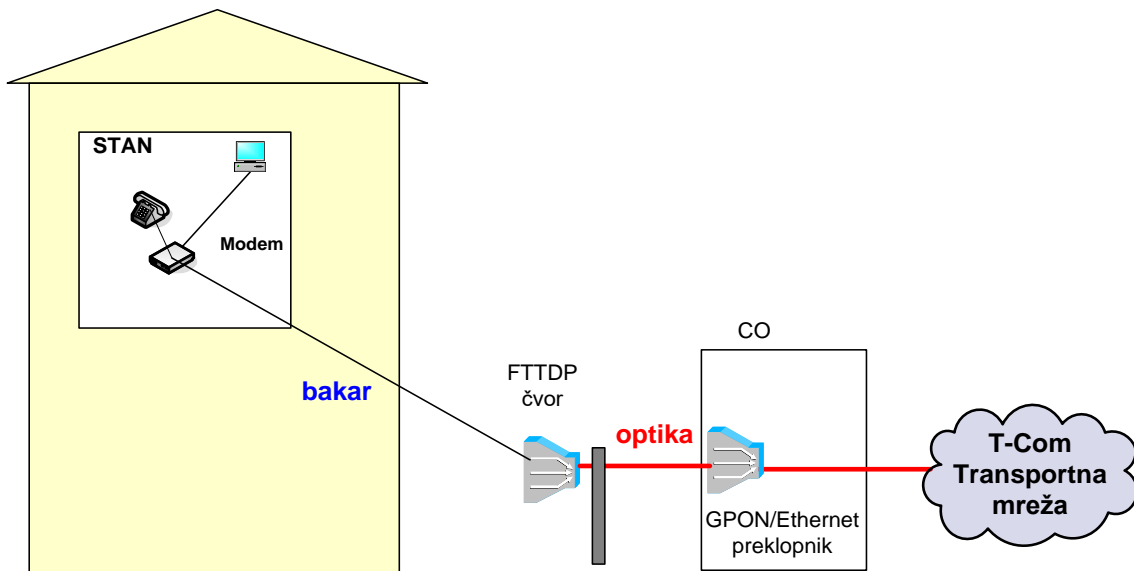 STAN
Modem
bakar
FTTDP
čvor
optika
CO
GPON/Ethernet
preklopnik
T-Com
Transportna
mreža